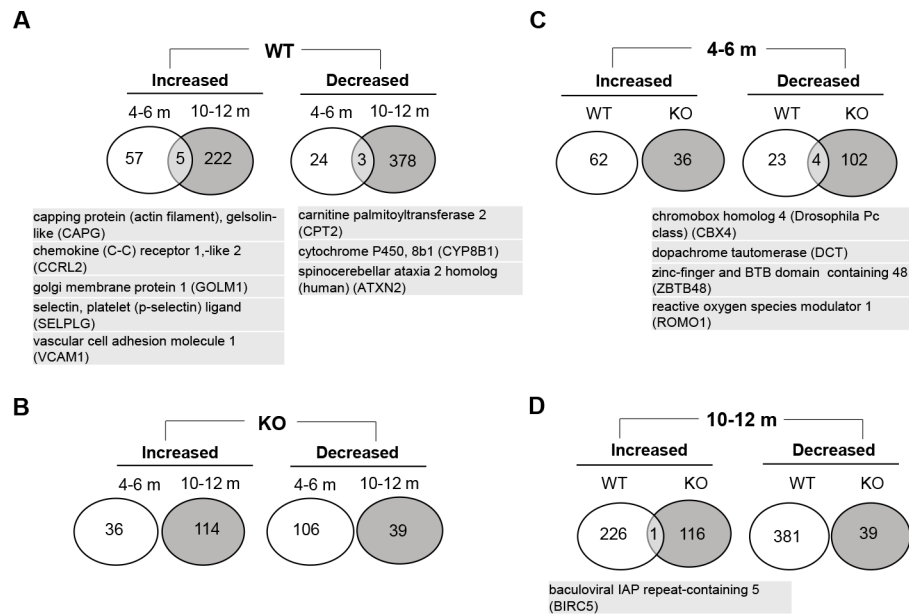 A
WT
Increased
Decreased
4-6 m
10-12 m
4-6 m
10-12 m
57
5
222
24
3
378
capping protein (actin filament), gelsolin-
like (CAPG)
chemokine (C-C) receptor 1,-like 2
(CCRL2)
golgi membrane protein 1 (GOLM1)
selectin, platelet (p-selectin) ligand
(SELPLG)
vascular cell adhesion molecule 1
(VCAM1)
carnitine palmitoyltransferase 2
(CPT2)
cytochrome P450, 8b1 (CYP8B1)
spinocerebellar ataxia 2 homolog
(human) (ATXN2)
B
KO
Increased
Decreased
4-6 m
10-12 m
4-6 m
10-12 m
36
114
106
39
C
4-6 m
Increased
Decreased
WT
KO
WT
KO
62
36
23
4
102
chromobox homolog 4 (Drosophila Pc
class) (CBX4)
dopachrome tautomerase (DCT)
zinc-finger and BTB domain containing 48
(ZBTB48)
reactive oxygen species modulator 1
(ROMO1)
D
10-12 m
Increased
Decreased
WT
KO
WT
KO
226
1
116
381
39
baculoviral IAP repeat-containing 5
(BIRC5)